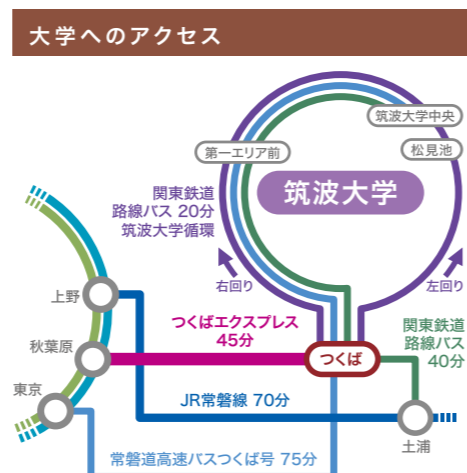 大学へのアクセス
筑波大学中央
松見池
第一エリア前
筑波大学
関東鉄道
路線バス 20分
筑波大学循環
右回り
左回り
上野
つくばエクスプレス
45分
つくば
関東鉄道
路線バス
40分
秋葉原
東京
JR常磐線 70分
土浦
常磐道高速バスつくば号 75分